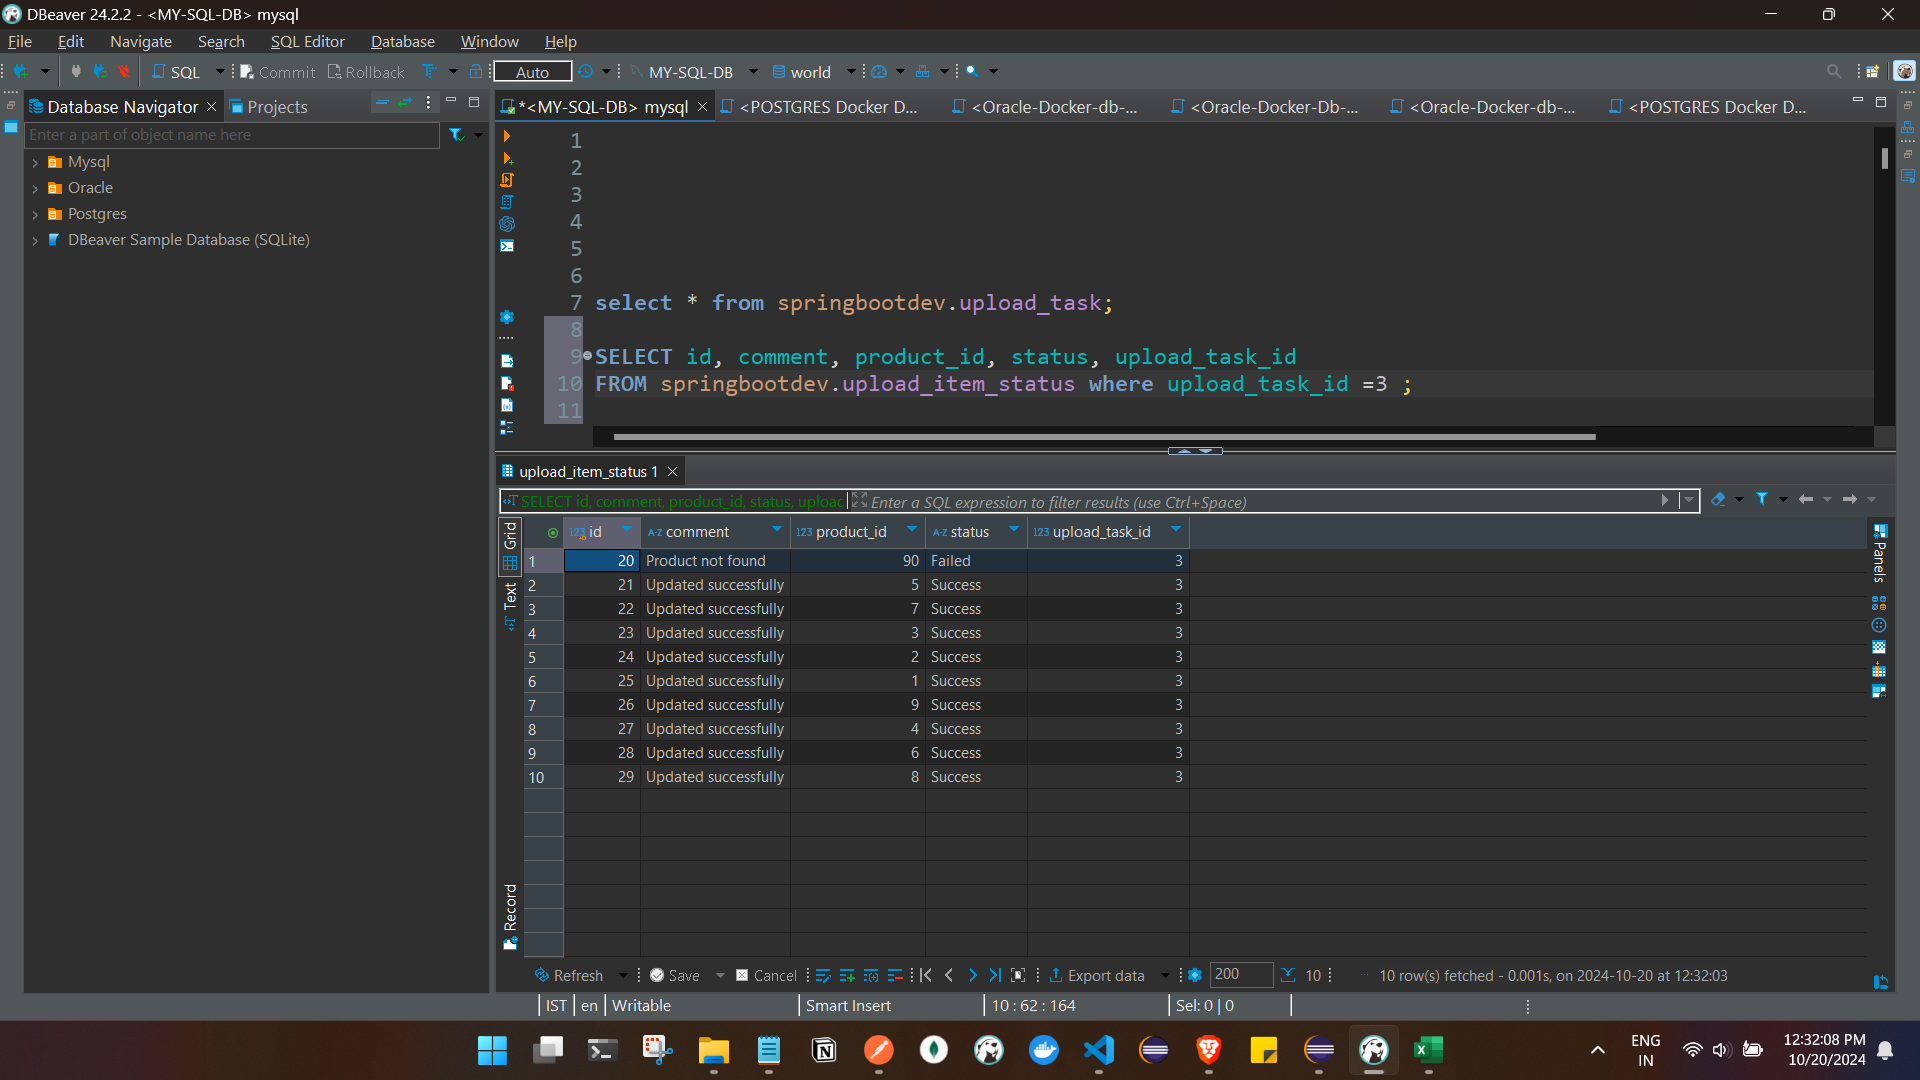 DBeaver 24.2.2 - <MY-SQL-DB> mysql
File Edit Navigate Search SQL Editor Database Window Help
SQL Commit Rollback Auto MY-SQL-DB world
Database Navigator Projects
*<MY-SQL-DB> mysql <POSTGRES Docker D... <Oracle-Docker-db-... <Oracle-Docker-Db-... <Oracle-Docker-db-... <POSTGRES Docker D...
Enter a part of object name here
Mysql
Oracle
Postgres
DBeaver Sample Database (SQLite)
1
2
3
4
5
6
7 select * from springbootdev.upload_task;
8
9 SELECT id, comment, product_id, status, upload_task_id
10 FROM springbootdev.upload_item_status where upload_task_id =3 ;
11
upload_item_status 1
SELECT id, comment, product_id, status, uploac Enter a SQL expression to filter results (use Ctrl+Space)
Grid
Text
Record
Panels
123 id A-Z comment 123 product_id A-Z status 123 upload_task_id
1 20 Product not found 90 Failed 3
2 21 Updated successfully 5 Success 3
3 22 Updated successfully 7 Success 3
4 23 Updated successfully 3 Success 3
5 24 Updated successfully 2 Success 3
6 25 Updated successfully 1 Success 3
7 26 Updated successfully 9 Success 3
8 27 Updated successfully 4 Success 3
9 28 Updated successfully 6 Success 3
10 29 Updated successfully 8 Success 3
Refresh Save Cancel Export data 200 10 10 row(s) fetched - 0.001s, on 2024-10-20 at 12:32:03
IST en Writable Smart Insert 10 : 62 : 164 Sel: 0 | 0
ENG
IN
12:32:08 PM
10/20/2024